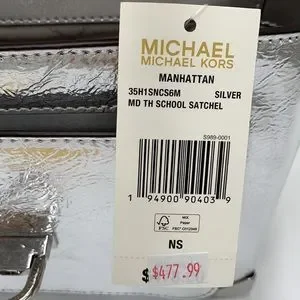 MICHAEL
MICHAEL KORS
MANHATTAN
35H1SNCS6M SILVER
MD TH SCHOOL SATCHEL
S989-0001
1 94900 90403 9
FSC
MIX
Paper
NS
$ $477.99